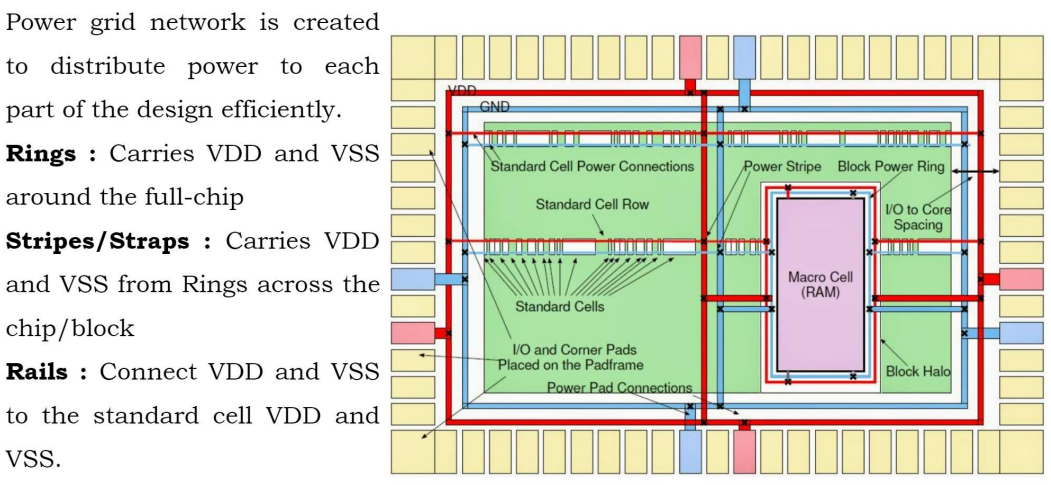 Power grid network is created
to distribute power to each
part of the design efficiently.
Rings : Carries VDD and VSS
around the full-chip
Stripes/Straps : Carries VDD
and VSS from Rings across the
chip/block
Rails : Connect VDD and VSS
to the standard cell VDD and
VSS.
VDD
GND
Standard Cell Power Connections
Power Stripe
Block Power Ring
Standard Cell Row
I/O to Core
Spacing
Macro Cell
(RAM)
Standard Cells
I/O and Corner Pads
Placed on the Padframe
Block Halo
Power Pad Connections